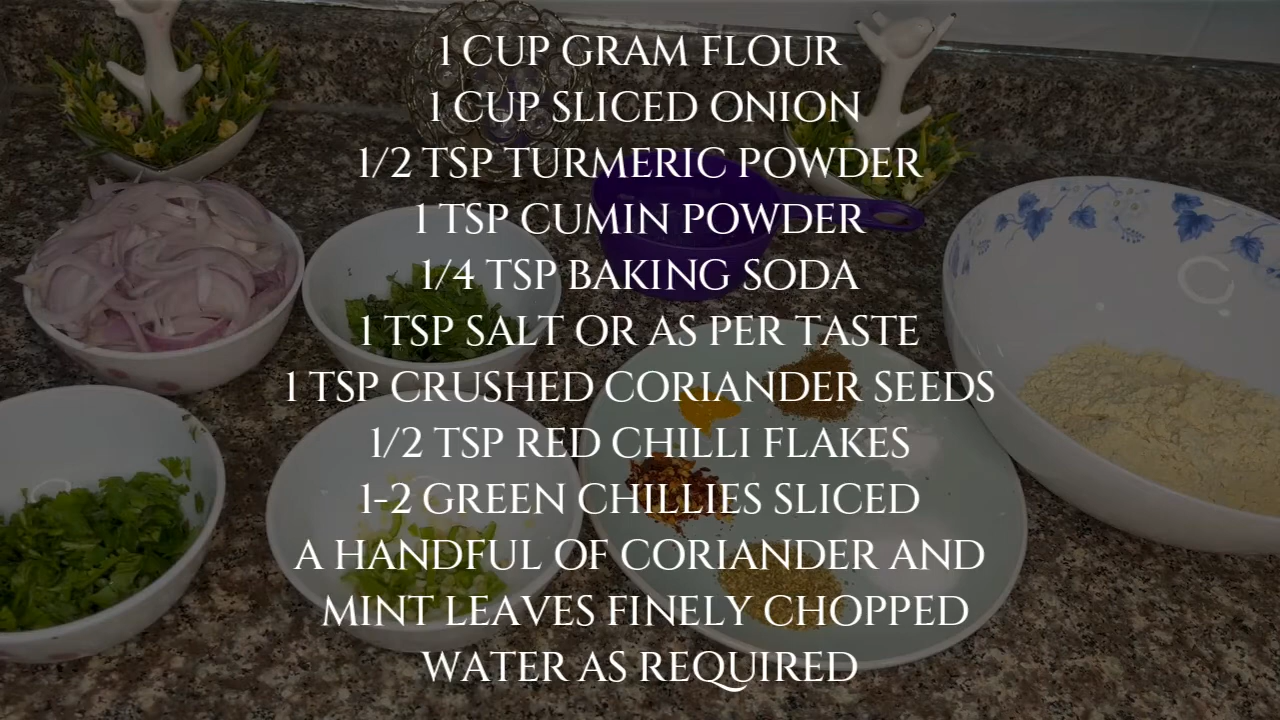 1 CUP GRAM FLOUR
1 CUP SLICED ONION
1/2 TSP TURMERIC POWDER
1 TSP CUMIN POWDER
1/4 TSP BAKING SODA
1 TSP SALT OR AS PER TASTE
1 TSP CRUSHED CORIANDER SEEDS
1/2 TSP RED CHILLI FLAKES
1-2 GREEN CHILLIES SLICED
A HANDFUL OF CORIANDER AND
MINT LEAVES FINELY CHOPPED
WATER AS REQUIRED